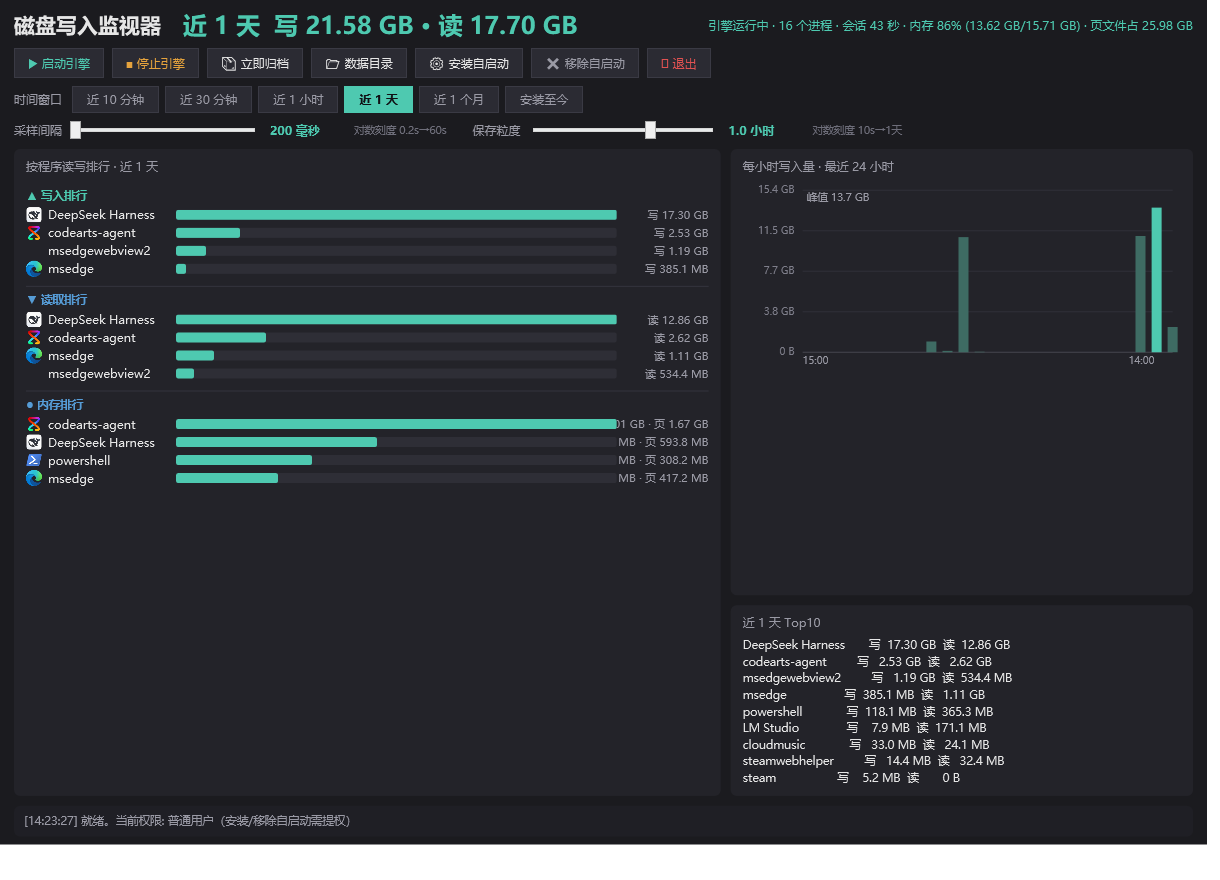 磁盘写入监视器 近 1 天 写 21.58 GB • 读 17.70 GB 引擎运行中 · 16 个进程 · 会话 43 秒 · 内存 86% (13.62 GB/15.71 GB) · 页文件占 25.98 GB
▶ 启动引擎 ■ 停止引擎 立即归档 数据目录 安装自启动 移除自启动 退出
时间窗口 近 10 分钟 近 30 分钟 近 1 小时 近 1 天 近 1 个月 安装至今
采样间隔 200 毫秒 对数刻度 0.2s→60s 保存粒度 1.0 小时 对数刻度 10s→1天
按程序读写排行 · 近 1 天
▲ 写入排行
DeepSeek Harness 写 17.30 GB
codearts-agent 写 2.53 GB
msedgewebview2 写 1.19 GB
msedge 写 385.1 MB
▼ 读取排行
DeepSeek Harness 读 12.86 GB
codearts-agent 读 2.62 GB
msedge 读 1.11 GB
msedgewebview2 读 534.4 MB
● 内存排行
codearts-agent 01 GB · 页 1.67 GB
DeepSeek Harness MB · 页 593.8 MB
powershell MB · 页 308.2 MB
msedge MB · 页 417.2 MB
每小时写入量 · 最近 24 小时
15.4 GB
峰值 13.7 GB
11.5 GB
7.7 GB
3.8 GB
0 B
15:00 14:00
近 1 天 Top10
DeepSeek Harness 写 17.30 GB 读 12.86 GB
codearts-agent 写 2.53 GB 读 2.62 GB
msedgewebview2 写 1.19 GB 读 534.4 MB
msedge 写 385.1 MB 读 1.11 GB
powershell 写 118.1 MB 读 365.3 MB
LM Studio 写 7.9 MB 读 171.1 MB
cloudmusic 写 33.0 MB 读 24.1 MB
steamwebhelper 写 14.4 MB 读 32.4 MB
steam 写 5.2 MB 读 0 B
[14:23:27] 就绪。当前权限: 普通用户（安装/移除自启动需提权）